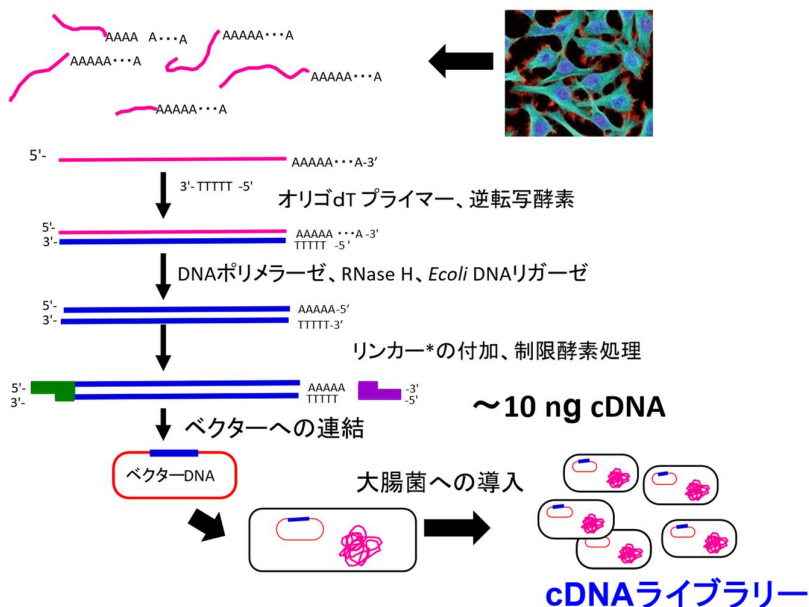 AAAA A・・・A
AAAAA・・・A
AAAAA・・・A
AAAAA・・・A
AAAAA・・・A
5'-
AAAAA・・・A-3'
3'-TTTTT -5'
オリゴdT プライマー、逆転写酵素
5'-
AAAAA ・・・A -3'
3'-
TTTTT -5'
DNAポリメラーゼ、RNase H、Ecoli DNAリガーゼ
5'-
AAAAA-5'
3'-
TTTTT-3'
リンカー*の付加、制限酵素処理
5'-
AAAAA
-3'
3'-
TTTTT
-5'
～10 ng cDNA
ベクターへの連結
ベクターDNA
大腸菌への導入
cDNAライブラリー